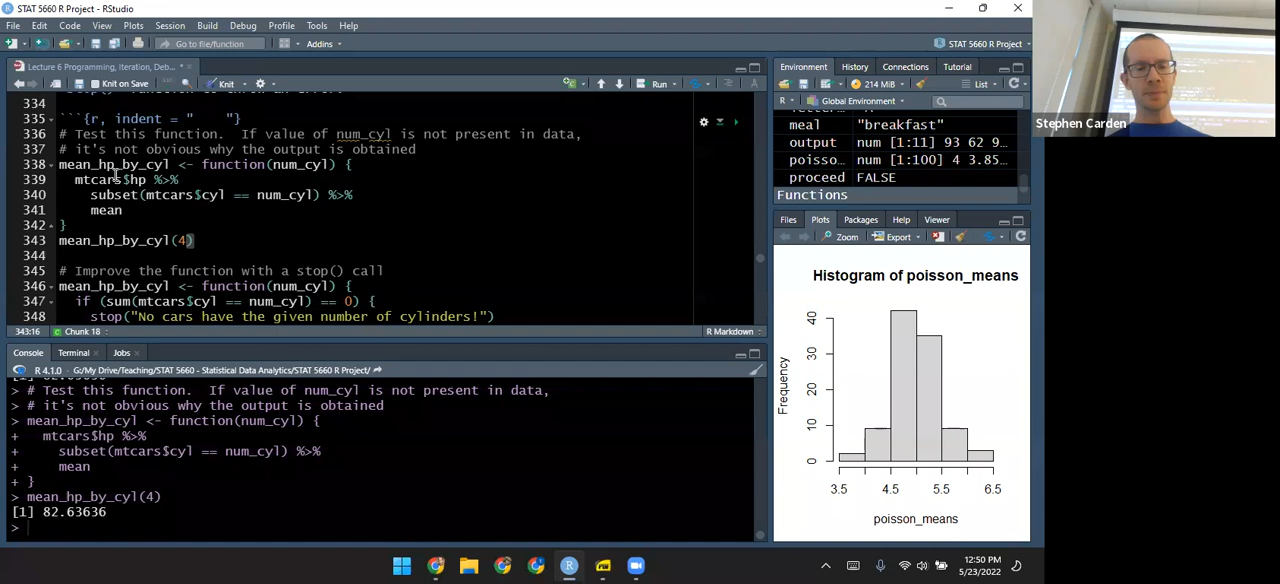 STAT 5660 R Project - RStudio
File Edit Code View Plots Session Build Debug Profile Tools Help
Go to file/function
Addins
STAT 5660 R Project
Lecture 6 Programming, Iteration, Deb... *
Knit on Save
Knit
Run
334
335 ```{r, indent = "    "}
336 # Test this function.  If value of num_cyl is not present in data,
337 # it's not obvious why the output is obtained
338 mean_hp_by_cyl <- function(num_cyl) {
339   mtcars$hp %>%
340     subset(mtcars$cyl == num_cyl) %>%
341     mean
342 }
343 mean_hp_by_cyl(4)
344
345 # Improve the function with a stop() call
346 mean_hp_by_cyl <- function(num_cyl) {
347   if (sum(mtcars$cyl == num_cyl) == 0) {
348     stop("No cars have the given number of cylinders!")
343:16 Chunk 18 R Markdown
Console Terminal Jobs
R 4.1.0 · G:/My Drive/Teaching/STAT 5660 - Statistical Data Analytics/STAT 5660 R Project/
> # Test this function.  If value of num_cyl is not present in data,
> # it's not obvious why the output is obtained
> mean_hp_by_cyl <- function(num_cyl) {
+   mtcars$hp %>%
+     subset(mtcars$cyl == num_cyl) %>%
+     mean
+ }
> mean_hp_by_cyl(4)
[1] 82.63636
>
Environment History Connections Tutorial
214 MiB
List
R Global Environment
meal "breakfast"
output num [1:11] 93 62 9...
poisso... num [1:100] 4 3.85...
proceed FALSE
Functions
Files Plots Packages Help Viewer
Zoom Export
Histogram of poisson_means
Frequency
0 10 20 30 40
3.5 4.5 5.5 6.5
poisson_means
Stephen Carden
12:50 PM
5/23/2022